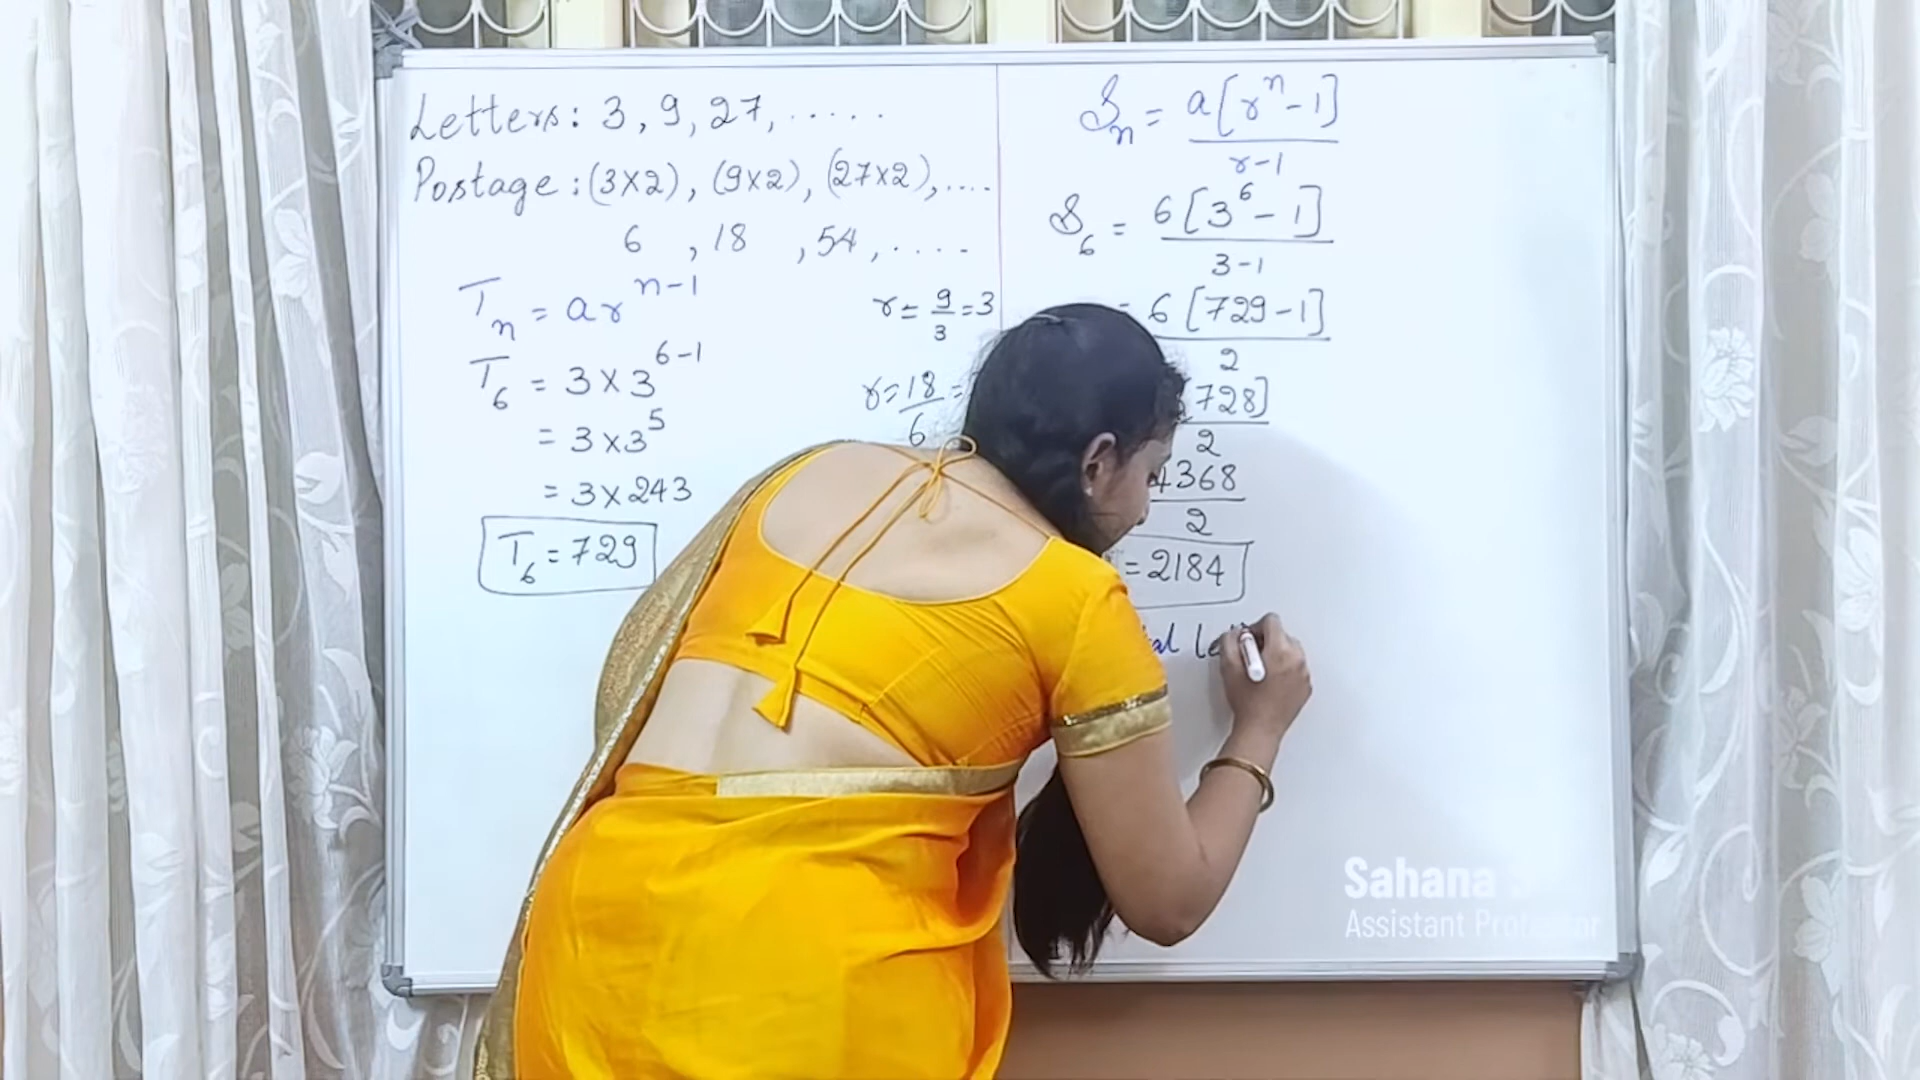 Letters: 3, 9, 27, .....
Postage: (3×2), (9×2), (27×2), ....
6 , 18 , 54, ....
Tn = ar^(n-1)
r = 9/3 = 3
T6 = 3×3^(6-1)
r = 18/6 =
= 3×3^5
= 3×243
T6 = 729
Sn = a[r^n - 1] / r-1
S6 = 6[3^6 - 1] / 3-1
= 6[729-1] / 2
728] / 2
4368 / 2
= 2184
Sahana
Assistant